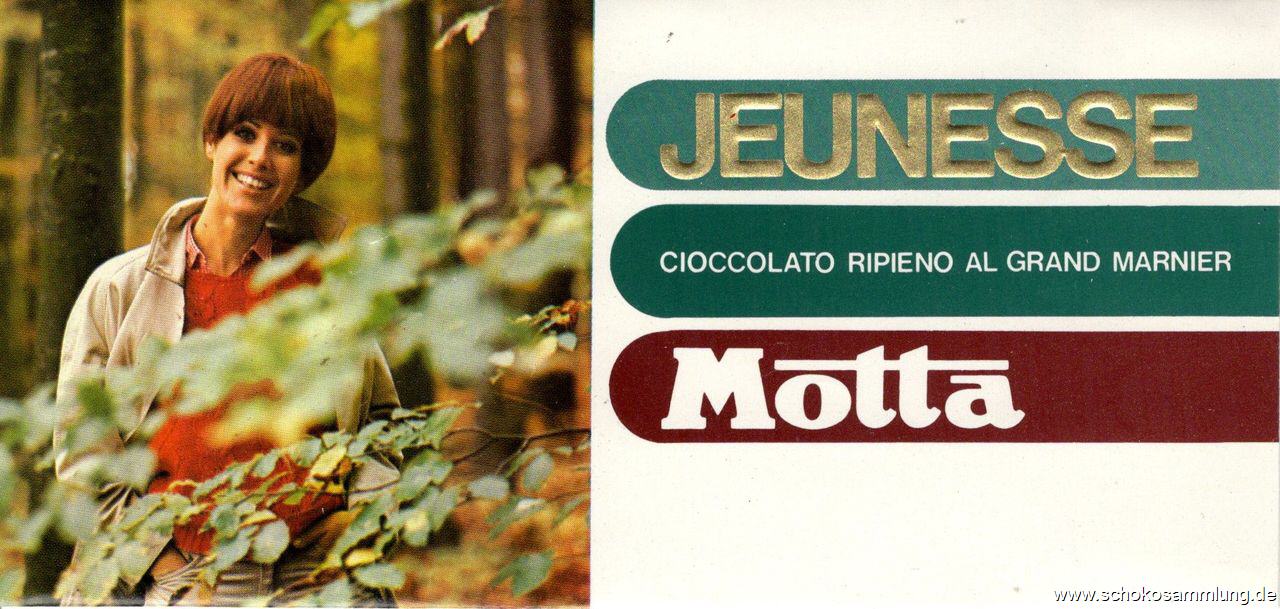 JEUNESSE
CIOCCOLATO RIPIENO AL GRAND MARNIER
Motta
www.schokosammlung.de